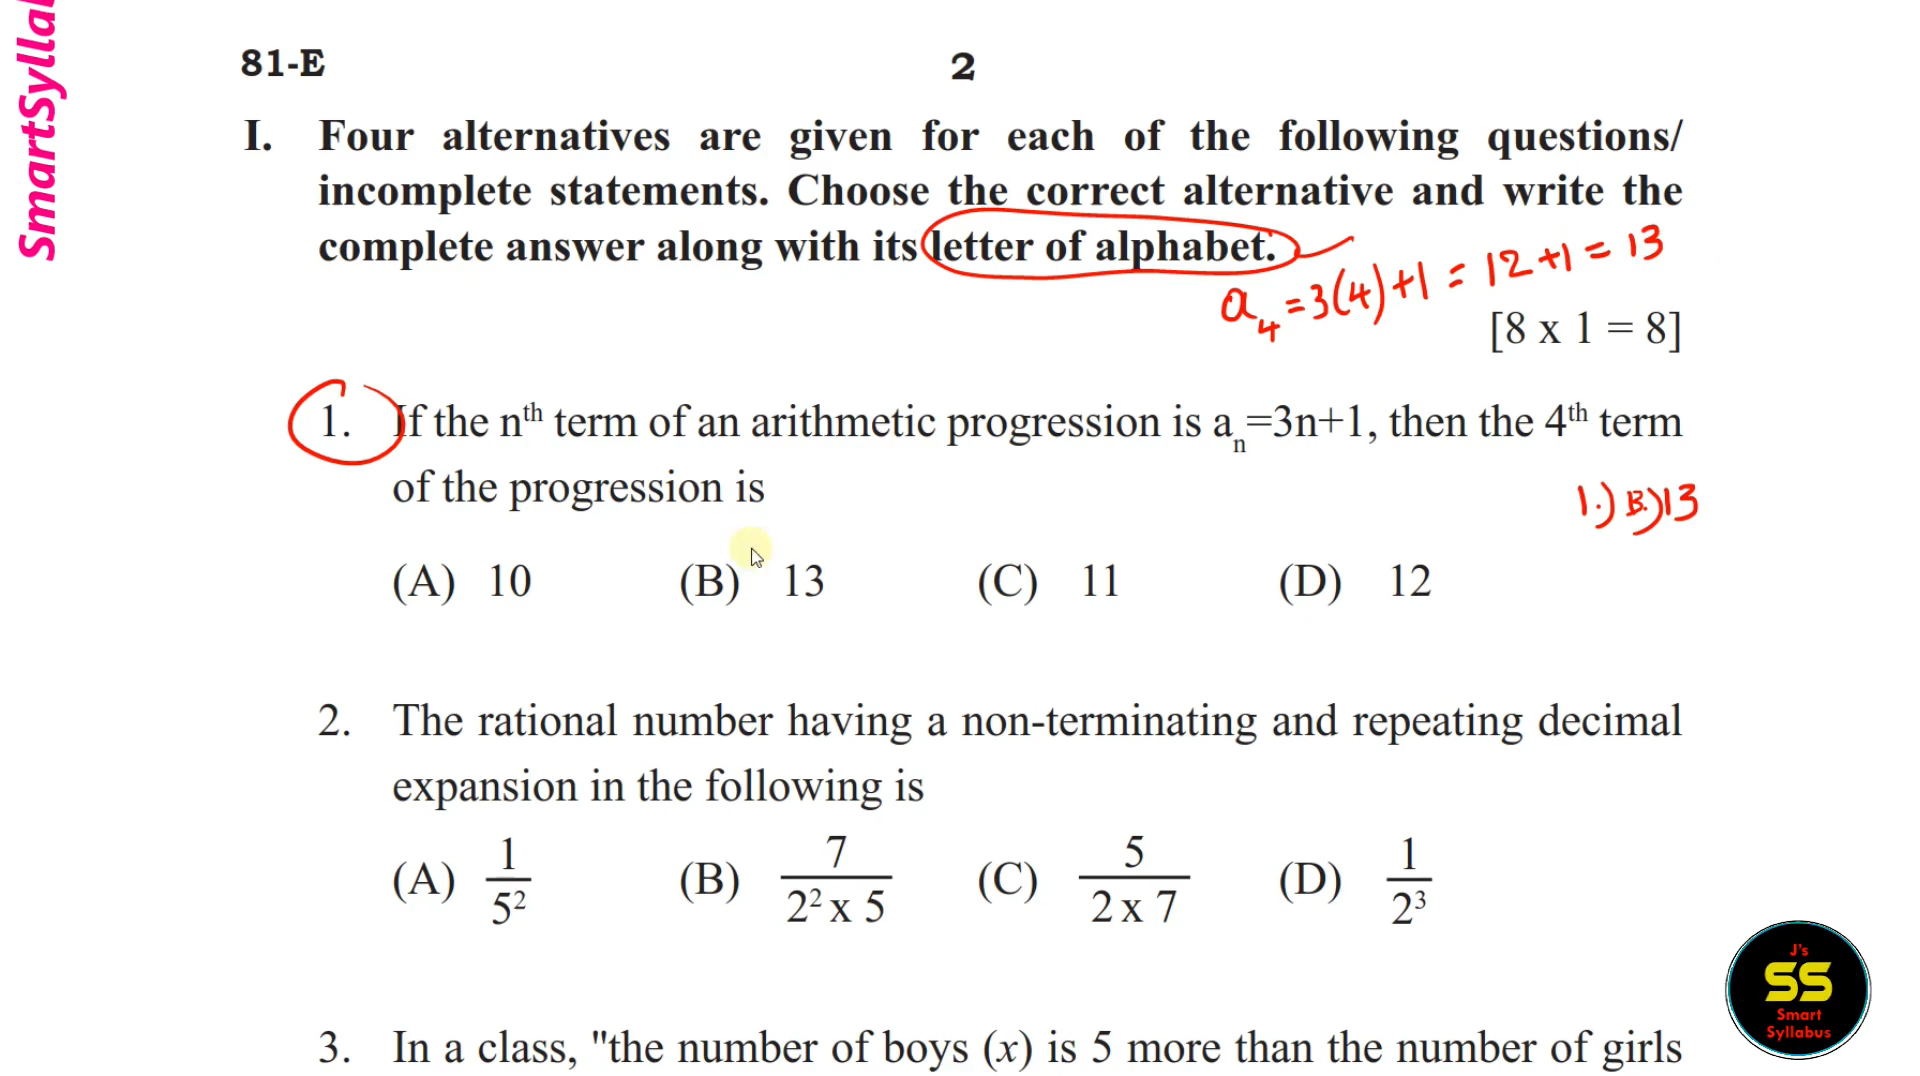 SmartSylla
81-E 2
I. Four alternatives are given for each of the following questions/
incomplete statements. Choose the correct alternative and write the
complete answer along with its letter of alphabet.
a₄ = 3(4)+1 = 12+1 = 13
[8 x 1 = 8]
1. If the nᵗʰ term of an arithmetic progression is aₙ=3n+1, then the 4ᵗʰ term
of the progression is
1.) B.) 13
(A) 10 (B) 13 (C) 11 (D) 12
2. The rational number having a non-terminating and repeating decimal
expansion in the following is
(A) 1/5² (B) 7/2² x 5 (C) 5/2 x 7 (D) 1/2³
3. In a class, "the number of boys (x) is 5 more than the number of girls
J's
SS
Smart
Syllabus